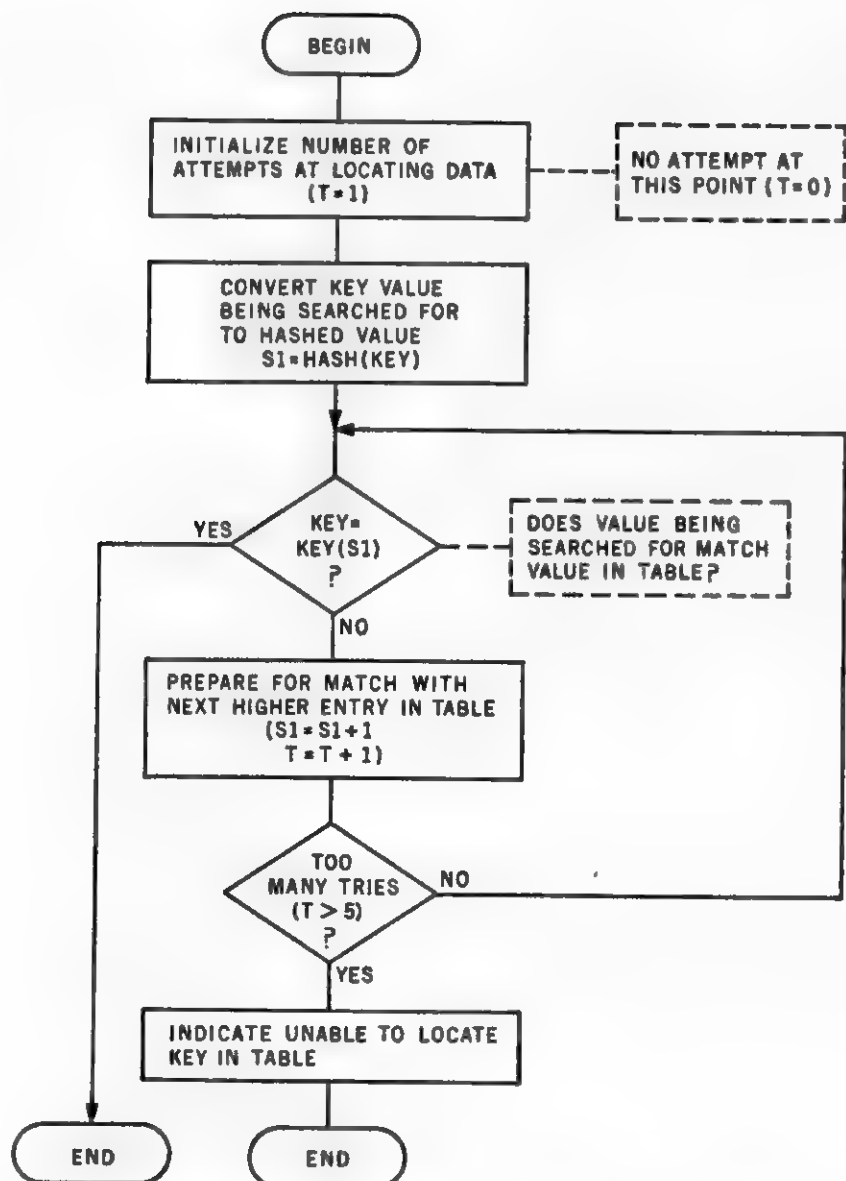 BEGIN
INITIALIZE NUMBER OF
ATTEMPTS AT LOCATING DATA
(T=1)
NO ATTEMPT AT
THIS POINT (T=0)
CONVERT KEY VALUE
BEING SEARCHED FOR
TO HASHED VALUE
S1=HASH(KEY)
KEY=
KEY(S1)
?
YES
DOES VALUE BEING
SEARCHED FOR MATCH
VALUE IN TABLE?
NO
PREPARE FOR MATCH WITH
NEXT HIGHER ENTRY IN TABLE
(S1=S1+1
T=T+1)
TOO
MANY TRIES
(T>5)
?
NO
YES
INDICATE UNABLE TO LOCATE
KEY IN TABLE
END
END